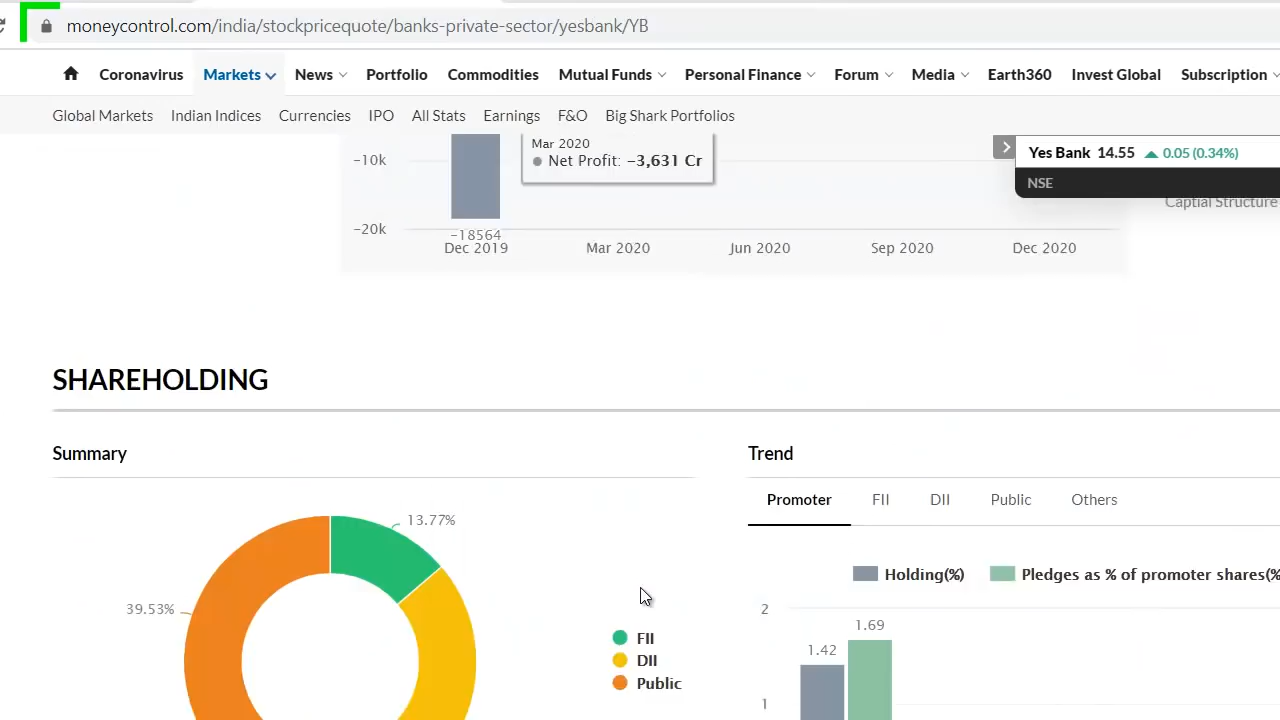 moneycontrol.com/india/stockpricequote/banks-private-sector/yesbank/YB
Coronavirus Markets News Portfolio Commodities Mutual Funds Personal Finance Forum Media Earth360 Invest Global Subscription
Global Markets Indian Indices Currencies IPO All Stats Earnings F&O Big Shark Portfolios
Mar 2020
Net Profit: −3,631 Cr
−10k
−20k
−18564
Dec 2019 Mar 2020 Jun 2020 Sep 2020 Dec 2020
Yes Bank 14.55 0.05 (0.34%)
NSE
Captial Structure
SHAREHOLDING
Summary
13.77%
39.53%
FII
DII
Public
Trend
Promoter FII DII Public Others
Holding(%) Pledges as % of promoter shares(%
2
1.69
1.42
1